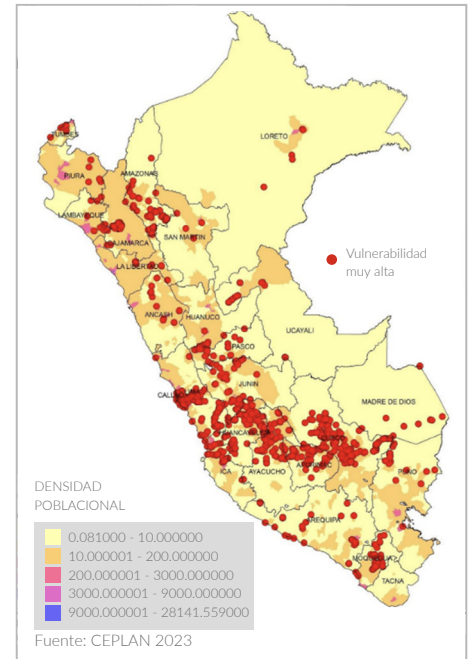 TUMBES
LORETO
PIURA
AMAZONAS
LAMBAYEQUE
SAN MARTIN
CAJAMARCA
LA LIBERTAD
Vulnerabilidad
muy alta
ANCASH
HUANUCO
UCAYALI
PASCO
JUNIN
CALLAO
MADRE DE DIOS
HUANCAVELICA
CUSCO
ICA
AYACUCHO
APURIMAC
PUNO
AREQUIPA
MOQUEGUA
TACNA
DENSIDAD
POBLACIONAL
0.081000 - 10.000000
10.000001 - 200.000000
200.000001 - 3000.000000
3000.000001 - 9000.000000
9000.000001 - 28141.559000
Fuente: CEPLAN 2023